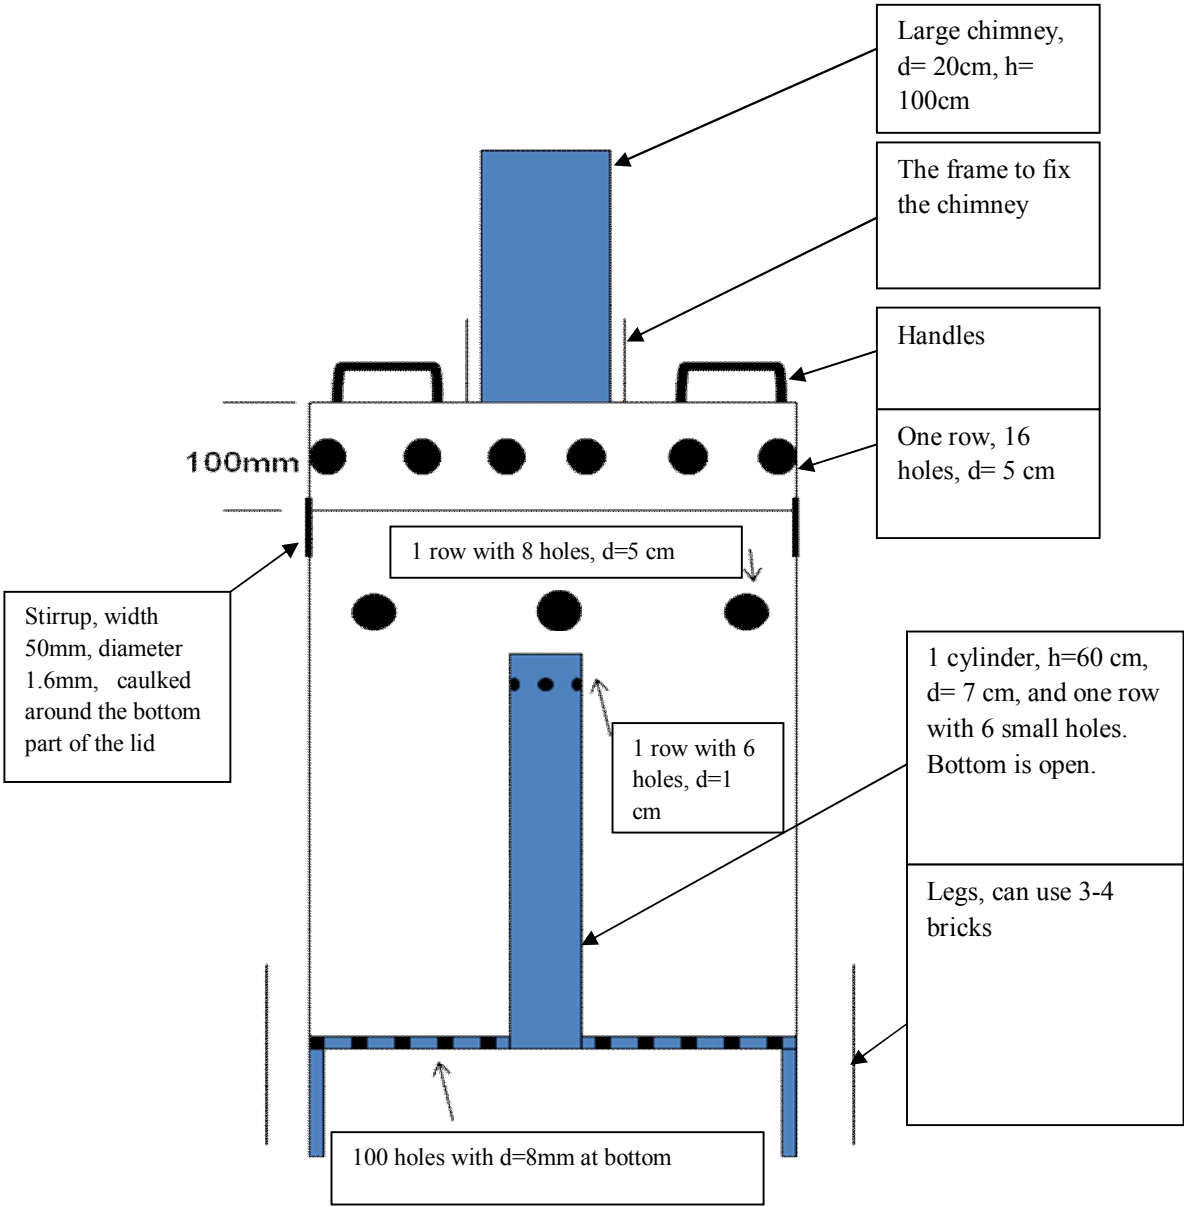 Large chimney,
d= 20cm, h=
100cm
The frame to fix
the chimney
Handles
One row, 16
holes, d= 5 cm
100mm
1 row with 8 holes, d=5 cm
Stirrup, width
50mm, diameter
1.6mm, caulked
around the bottom
part of the lid
1 cylinder, h=60 cm,
d= 7 cm, and one row
with 6 small holes.
Bottom is open.
1 row with 6
holes, d=1
cm
Legs, can use 3-4
bricks
100 holes with d=8mm at bottom